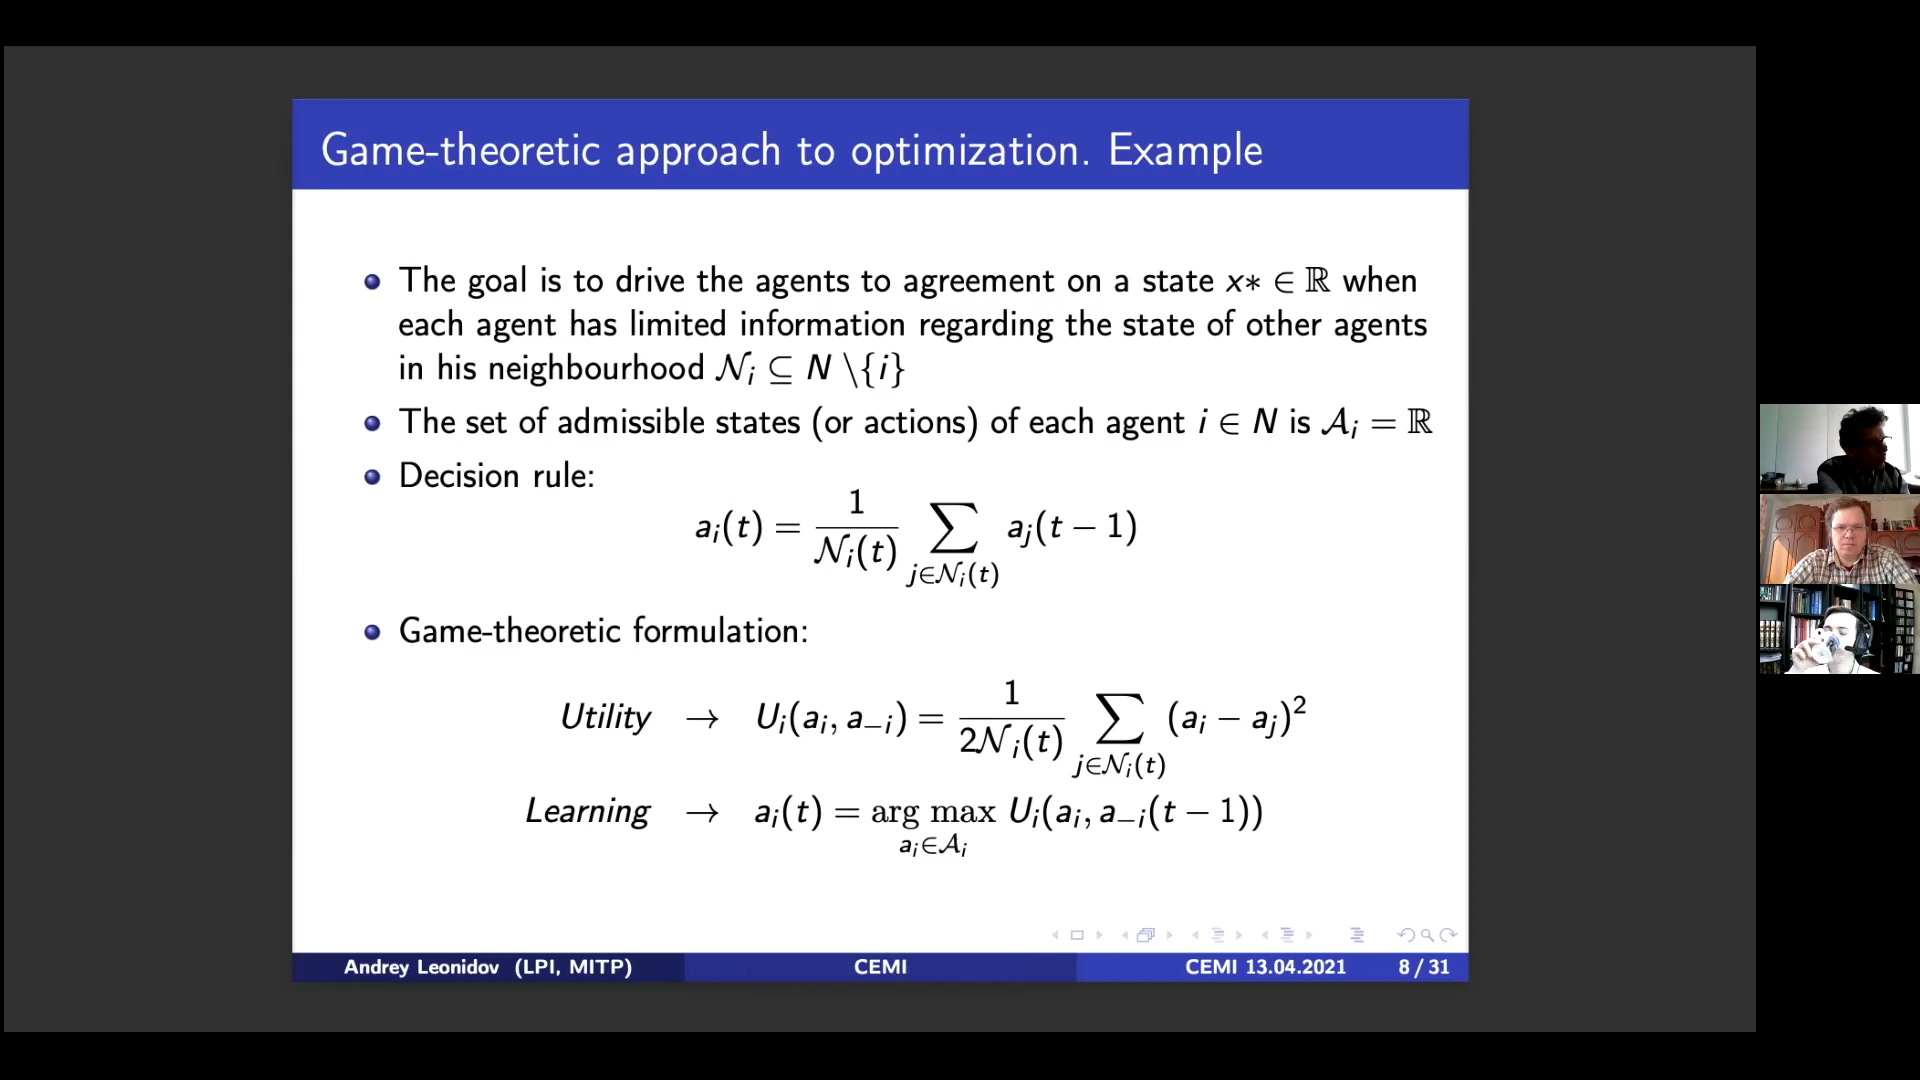 Game-theoretic approach to optimization. Example
The goal is to drive the agents to agreement on a state x∗ ∈ ℝ when
each agent has limited information regarding the state of other agents
in his neighbourhood 𝒩ᵢ ⊆ N \{i}
The set of admissible states (or actions) of each agent i ∈ N is 𝒜ᵢ = ℝ
Decision rule:
aᵢ(t) = 1/𝒩ᵢ(t) ∑_{j∈𝒩ᵢ(t)} aⱼ(t − 1)
Game-theoretic formulation:
Utility → Uᵢ(aᵢ, a₋ᵢ) = 1/2𝒩ᵢ(t) ∑_{j∈𝒩ᵢ(t)} (aᵢ − aⱼ)²
Learning → aᵢ(t) = arg max_{aᵢ∈𝒜ᵢ} Uᵢ(aᵢ, a₋ᵢ(t − 1))
Andrey Leonidov (LPI, MITP) CEMI CEMI 13.04.2021 8 / 31